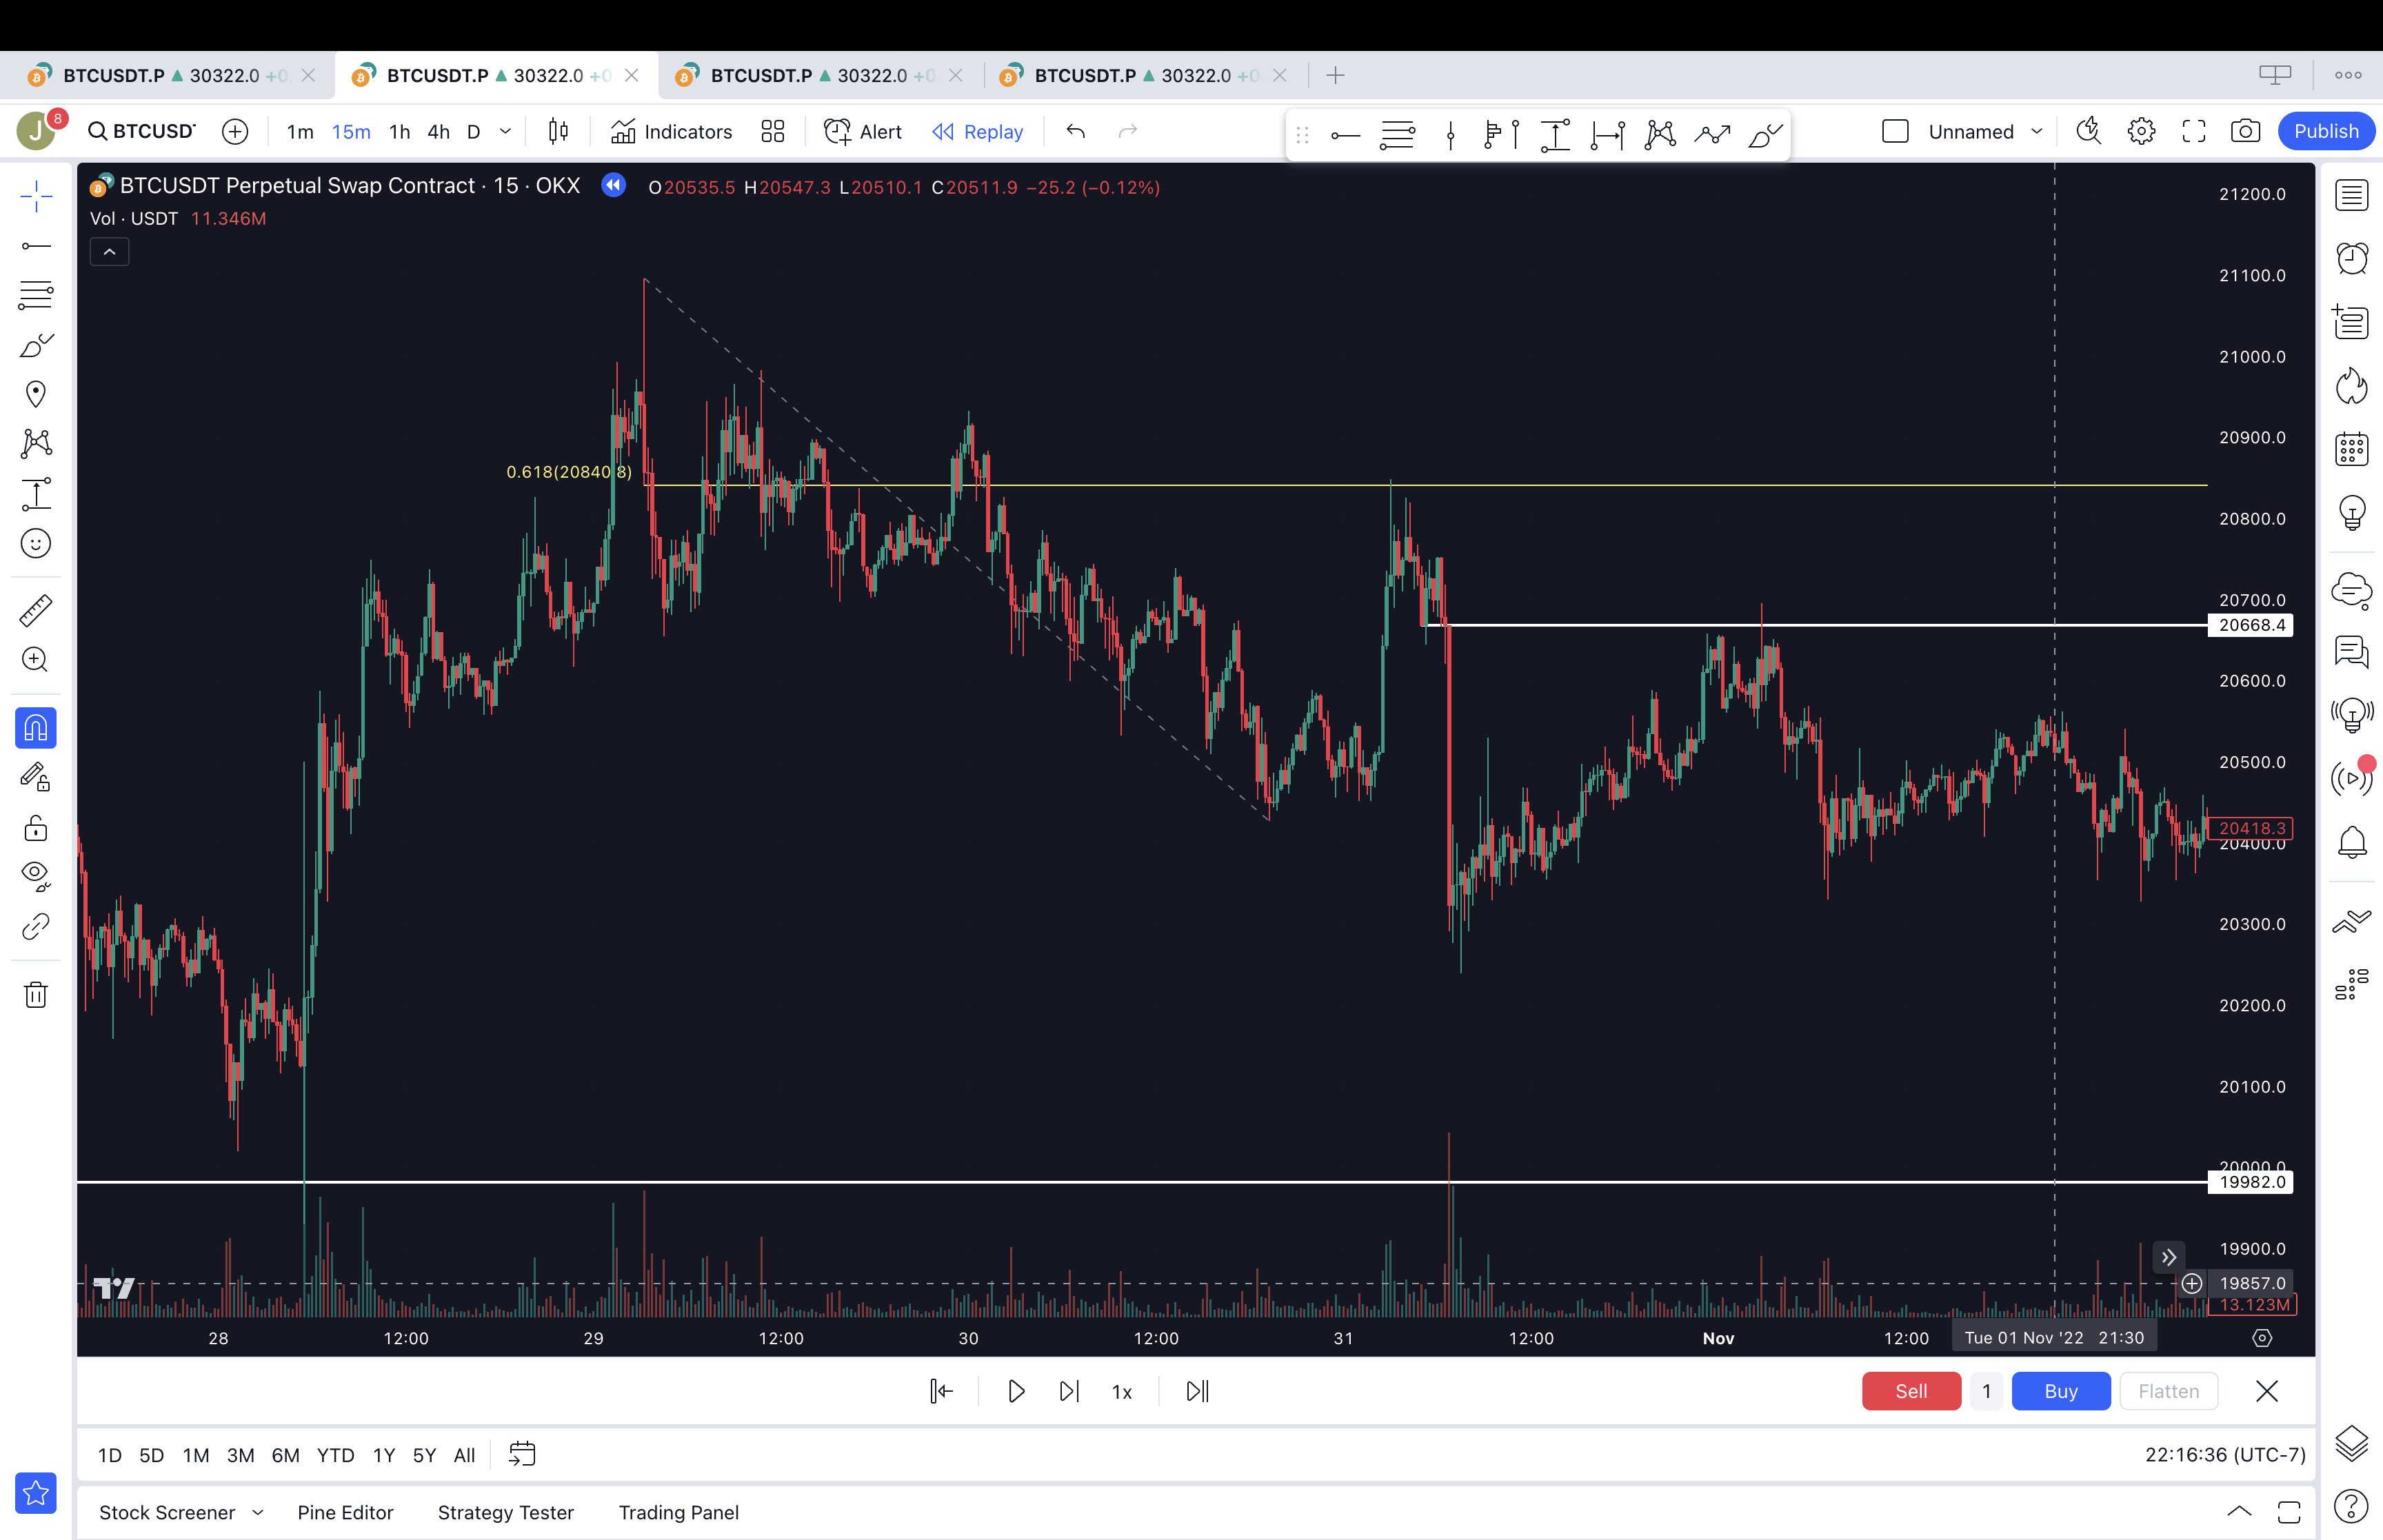 BTCUSDT.P 30322.0 +0 BTCUSDT.P 30322.0 +0 BTCUSDT.P 30322.0 +0 BTCUSDT.P 30322.0 +0
J 8 BTCUSD 1m 15m 1h 4h D Indicators Alert Replay Unnamed Publish
BTCUSDT Perpetual Swap Contract · 15 · OKX O20535.5 H20547.3 L20510.1 C20511.9 −25.2 (−0.12%)
Vol · USDT 11.346M
21200.0
21100.0
21000.0
20900.0
0.618(20840.8)
20800.0
20700.0
20668.4
20600.0
20500.0
20418.3
20400.0
20300.0
20200.0
20100.0
20000.0
19982.0
19900.0
19857.0
13.123M
28 12:00 29 12:00 30 12:00 31 12:00 Nov 12:00 Tue 01 Nov '22 21:30
1x Sell 1 Buy Flatten
1D 5D 1M 3M 6M YTD 1Y 5Y All 22:16:36 (UTC-7)
Stock Screener Pine Editor Strategy Tester Trading Panel